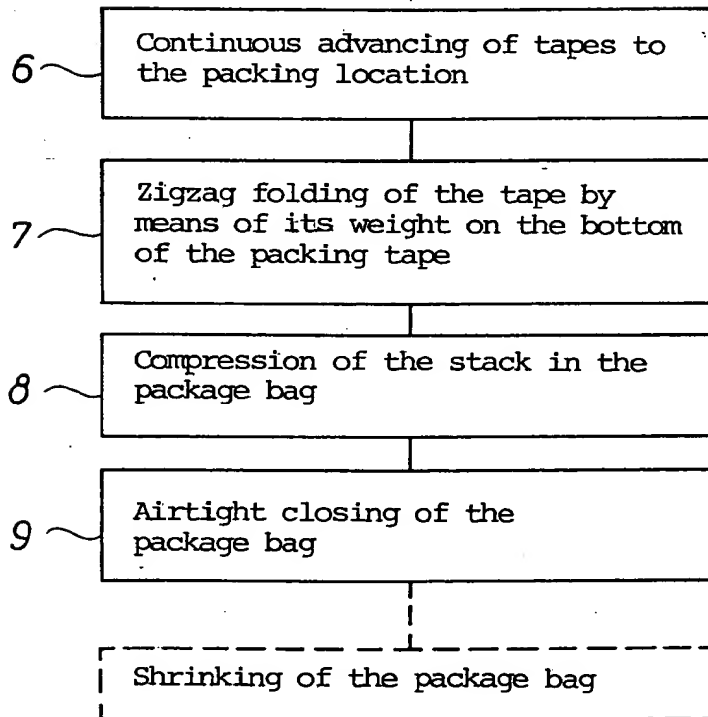 6
Continuous advancing of tapes to
the packing location
7
Zigzag folding of the tape by
means of its weight on the bottom
of the packing tape
8
Compression of the stack in the
package bag
9
Airtight closing of the
package bag
Shrinking of the package bag